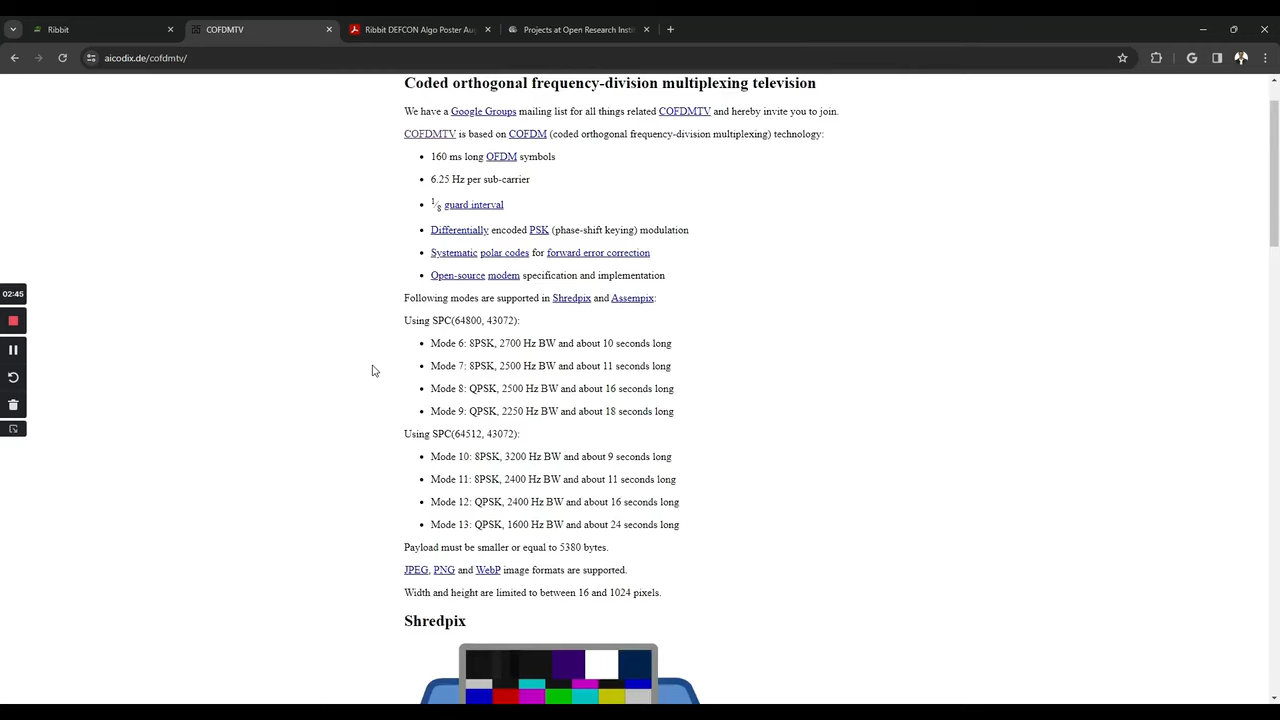 Ribbit
COFDMTV
Ribbit DEFCON Algo Poster Au
Projects at Open Research Insti
aicodix.de/cofdmtv/
Coded orthogonal frequency-division multiplexing television
We have a Google Groups mailing list for all things related COFDMTV and hereby invite you to join.
COFDMTV is based on COFDM (coded orthogonal frequency-division multiplexing) technology:
• 160 ms long OFDM symbols
• 6.25 Hz per sub-carrier
• 1/8 guard interval
• Differentially encoded PSK (phase-shift keying) modulation
• Systematic polar codes for forward error correction
• Open-source modem specification and implementation
Following modes are supported in Shredpix and Assempix:
Using SPC(64800, 43072):
• Mode 6: 8PSK, 2700 Hz BW and about 10 seconds long
• Mode 7: 8PSK, 2500 Hz BW and about 11 seconds long
• Mode 8: QPSK, 2500 Hz BW and about 16 seconds long
• Mode 9: QPSK, 2250 Hz BW and about 18 seconds long
Using SPC(64512, 43072):
• Mode 10: 8PSK, 3200 Hz BW and about 9 seconds long
• Mode 11: 8PSK, 2400 Hz BW and about 11 seconds long
• Mode 12: QPSK, 2400 Hz BW and about 16 seconds long
• Mode 13: QPSK, 1600 Hz BW and about 24 seconds long
Payload must be smaller or equal to 5380 bytes.
JPEG, PNG and WebP image formats are supported.
Width and height are limited to between 16 and 1024 pixels.
Shredpix
02:45